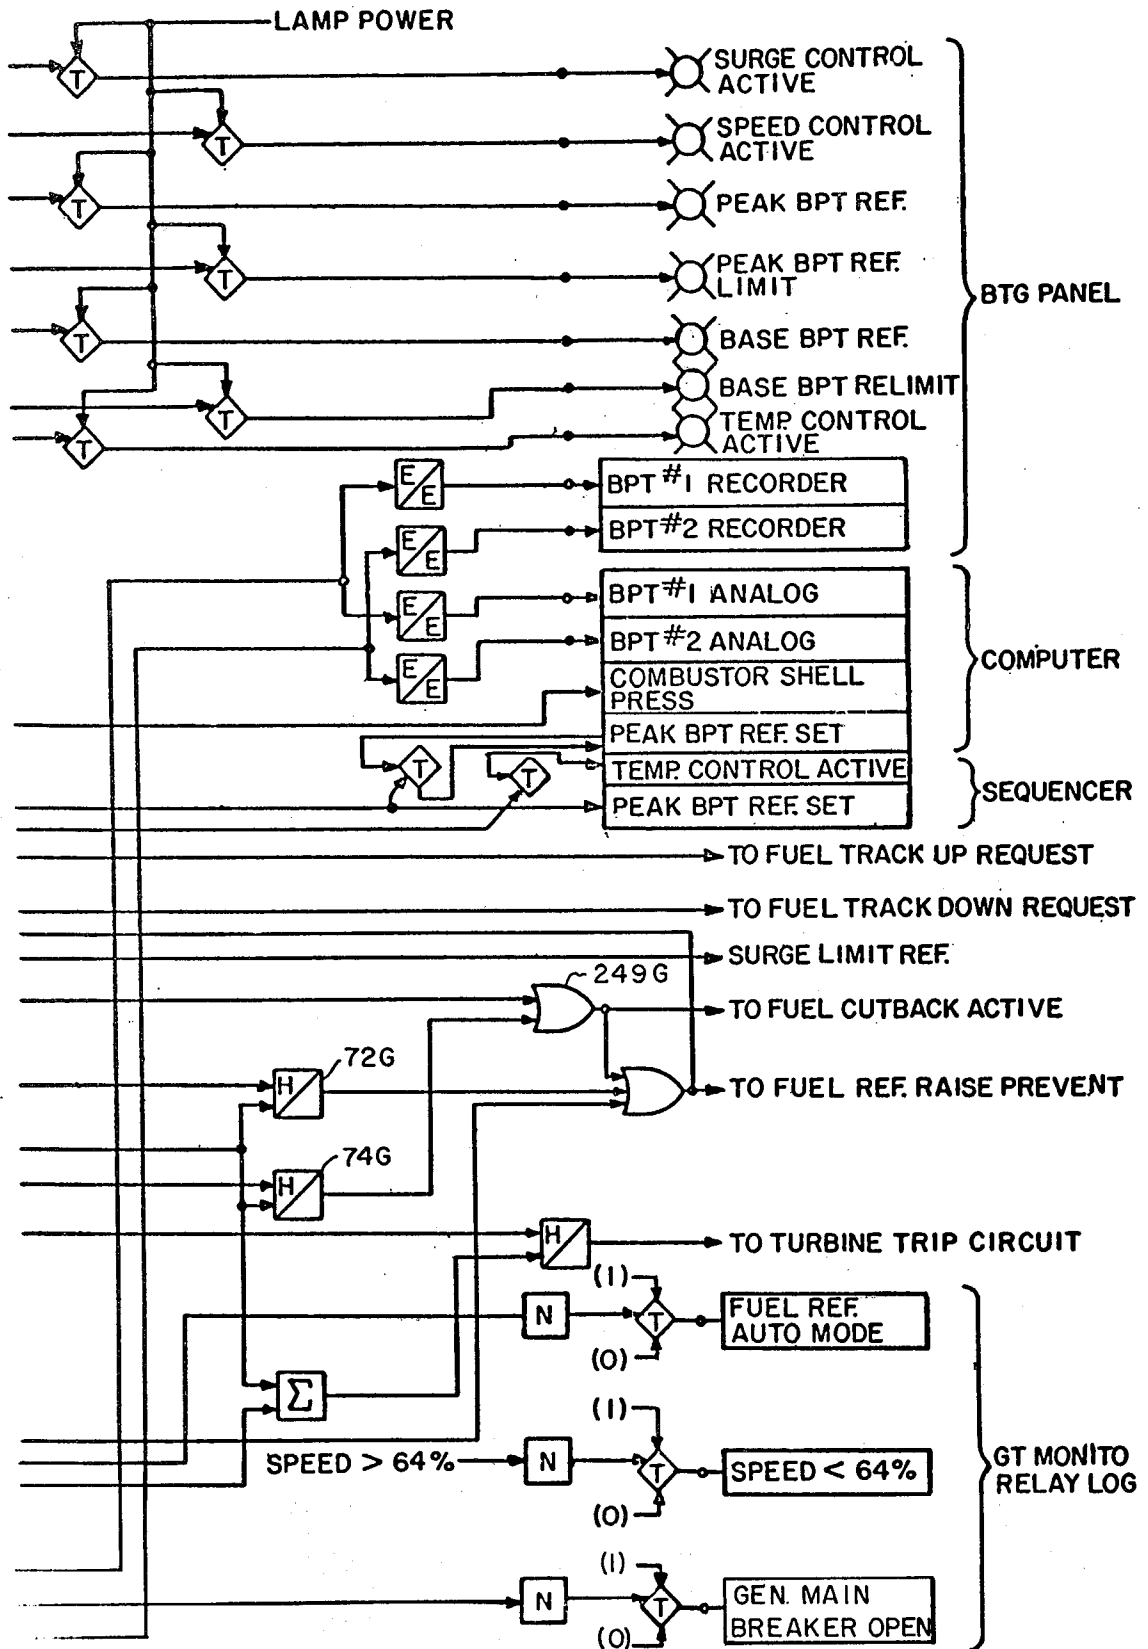 LAMP POWER
T
SURGE CONTROL
ACTIVE
T
SPEED CONTROL
ACTIVE
T
PEAK BPT REF.
T
PEAK BPT REF.
LIMIT
BTG PANEL
T
BASE BPT REF.
T
BASE BPT RELIMIT
T
TEMP. CONTROL
ACTIVE
E/E
BPT #1 RECORDER
E/E
BPT #2 RECORDER
E/E
BPT #1 ANALOG
E/E
BPT #2 ANALOG
COMBUSTOR SHELL
PRESS
COMPUTER
PEAK BPT REF. SET
T
T
TEMP. CONTROL ACTIVE
PEAK BPT REF. SET
SEQUENCER
TO FUEL TRACK UP REQUEST
TO FUEL TRACK DOWN REQUEST
SURGE LIMIT REF.
249G
TO FUEL CUTBACK ACTIVE
72G
H
TO FUEL REF. RAISE PREVENT
74G
H
H
TO TURBINE TRIP CIRCUIT
(1)
N
T
FUEL REF.
AUTO MODE
(0)
Σ
(1)
SPEED > 64%
N
T
SPEED < 64%
(0)
GT MONITO
RELAY LOG
(1)
N
T
GEN. MAIN
BREAKER OPEN
(0)